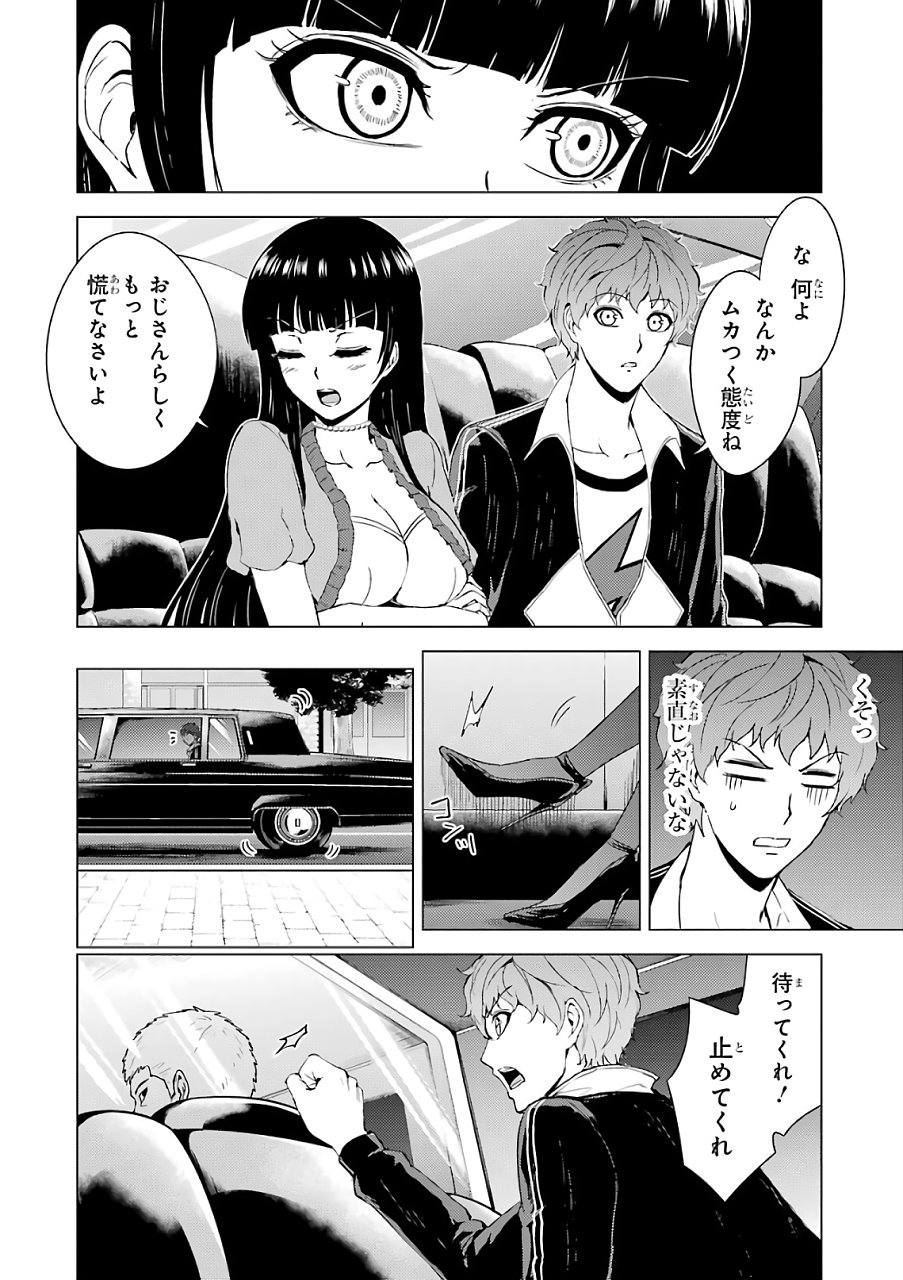 な 何よ
なんか
ムカつく態度ね
おじさんらしく
もっと
慌てなさいよ
くそっ
素直じゃないな
コンッ
待ってくれ!
止めてくれ